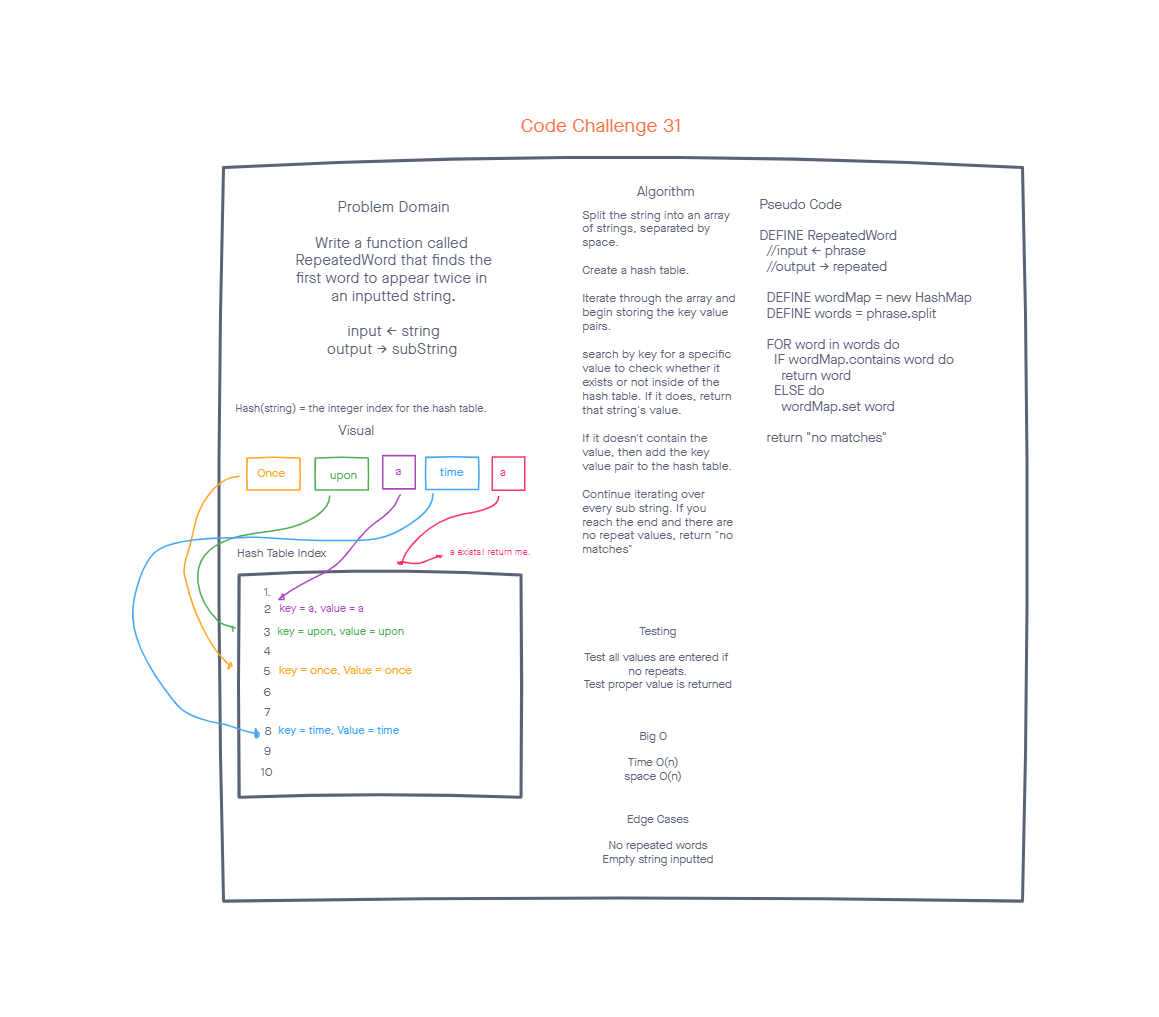 Code Challenge 31
Problem Domain
Write a function called
RepeatedWord that finds the
first word to appear twice in
an inputted string.
input ← string
output → subString
Hash(string) = the integer index for the hash table.
Visual
Once
upon
a
time
a
Hash Table Index
a exists! return me.
1.
2 key = a, value = a
3 key = upon, value = upon
4
5 key = once, Value = once
6
7
8 key = time, Value = time
9
10
Algorithm
Split the string into an array
of strings, separated by
space.
Create a hash table.
Iterate through the array and
begin storing the key value
pairs.
search by key for a specific
value to check whether it
exists or not inside of the
hash table. If it does, return
that string's value.
If it doesn't contain the
value, then add the key
value pair to the hash table.
Continue iterating over
every sub string. If you
reach the end and there are
no repeat values, return "no
matches"
Testing
Test all values are entered if
no repeats.
Test proper value is returned
Big O
Time O(n)
space O(n)
Edge Cases
No repeated words
Empty string inputted
Pseudo Code
DEFINE RepeatedWord
//input ← phrase
//output → repeated
DEFINE wordMap = new HashMap
DEFINE words = phrase.split
FOR word in words do
IF wordMap.contains word do
return word
ELSE do
wordMap.set word
return "no matches"